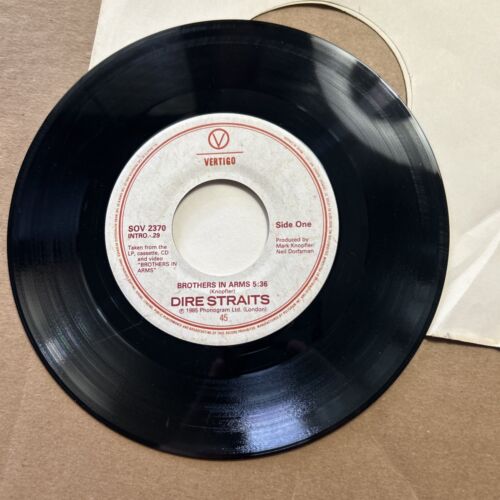 VERTIGO
SOV 2370
INTRO.-.29
Side One
Taken from the
LP, cassette, CD
and video
"BROTHERS IN
ARMS"
Produced by
Mark Knopfler/
Neil Dorfsman
BROTHERS IN ARMS 5:36
(Knopfler)
DIRE STRAITS
℗ 1985 Phonogram Ltd. (London)
45